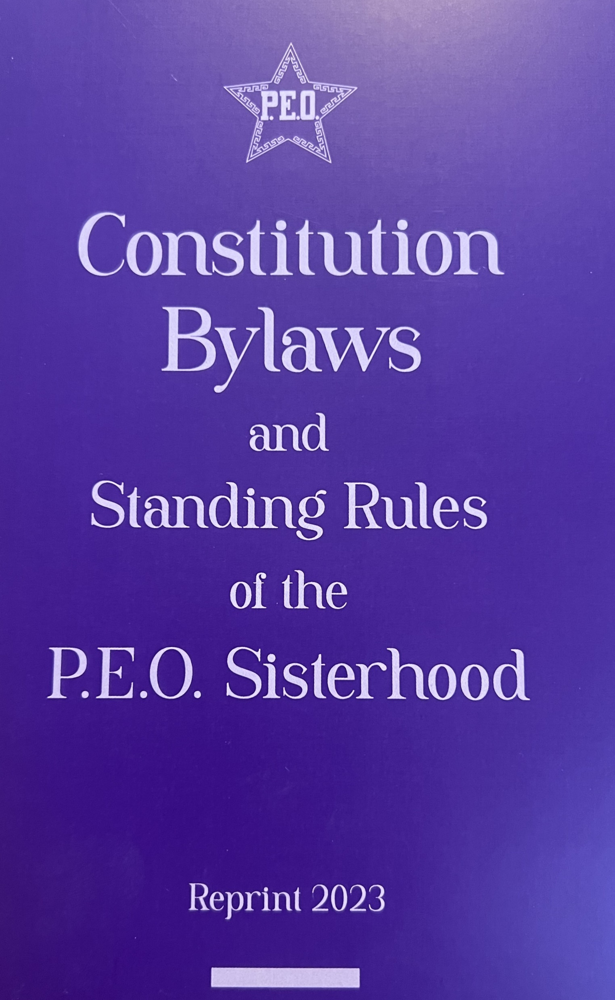 P.E.O.
Constitution
Bylaws
and
Standing Rules
of the
P.E.O. Sisterhood
Reprint 2023